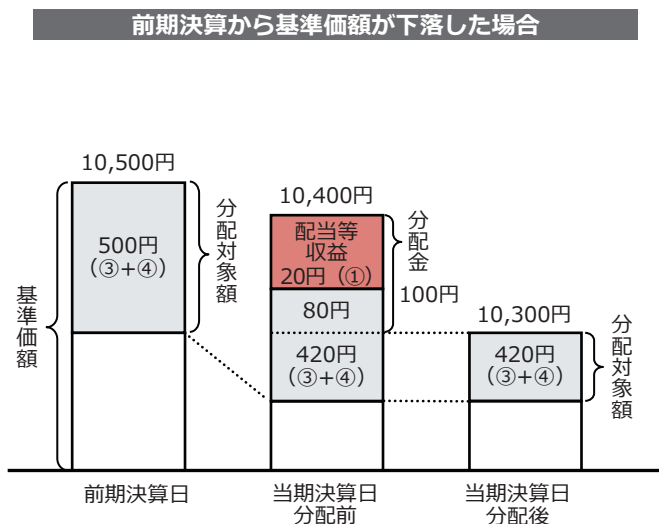 前期決算から基準価額が下落した場合
10,500円
500円
（③+④）
分配対象額
基準価額
前期決算日
10,400円
配当等
収益
20円（①）
80円
420円
（③+④）
分配金
100円
当期決算日
分配前
10,300円
420円
（③+④）
分配対象額
当期決算日
分配後